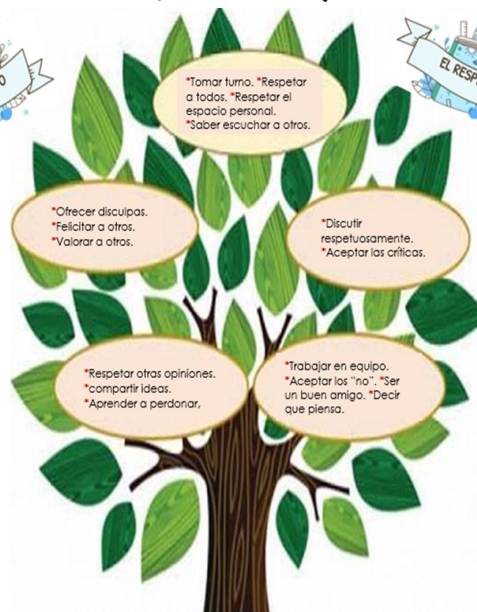 O
EL RESP
*Tomar turno. *Respetar
a todos. *Respetar el
espacio personal.
*Saber escuchar a otros.
*Ofrecer disculpas.
*Felicitar a otros.
*Valorar a otros.
*Discutir
respetuosamente.
*Aceptar las críticas.
*Respetar otras opiniones.
*compartir ideas.
*Aprender a perdonar,
*Trabajar en equipo.
*Aceptar los "no". *Ser
un buen amigo. *Decir
que piensa.